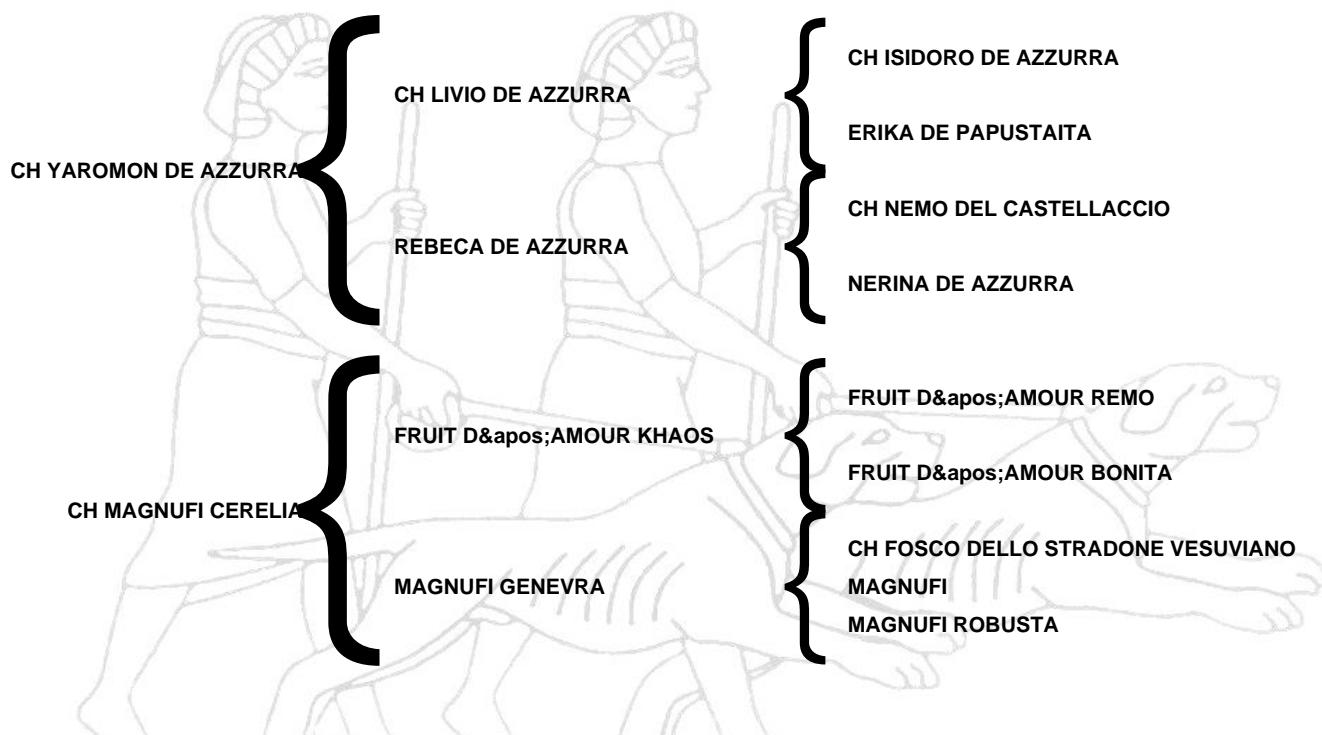 CH ISIDORO DE AZZURRA
CH LIVIO DE AZZURRA
ERIKA DE PAPUSTAITA
CH YAROMON DE AZZURRA
CH NEMO DEL CASTELLACCIO
REBECA DE AZZURRA
NERINA DE AZZURRA
FRUIT D&apos;AMOUR REMO
FRUIT D&apos;AMOUR KHAOS
FRUIT D&apos;AMOUR BONITA
CH MAGNUFI CERELIA
CH FOSCO DELLO STRADONE VESUVIANO
MAGNUFI GENEVRA
MAGNUFI
MAGNUFI ROBUSTA